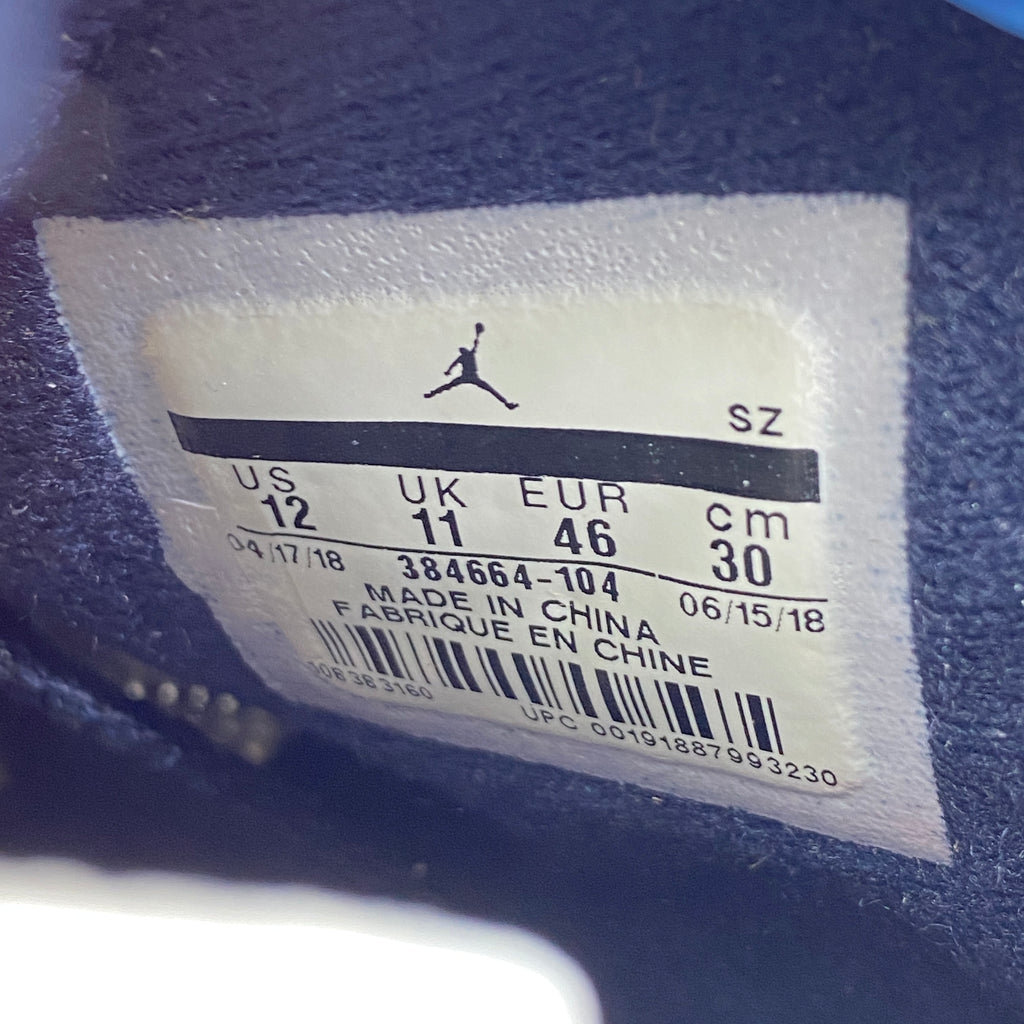 SZ
US UK EUR cm
12 11 46 30
04/17/18 384664-104 06/15/18
MADE IN CHINA
FABRIQUE EN CHINE
UPC 00191887993230